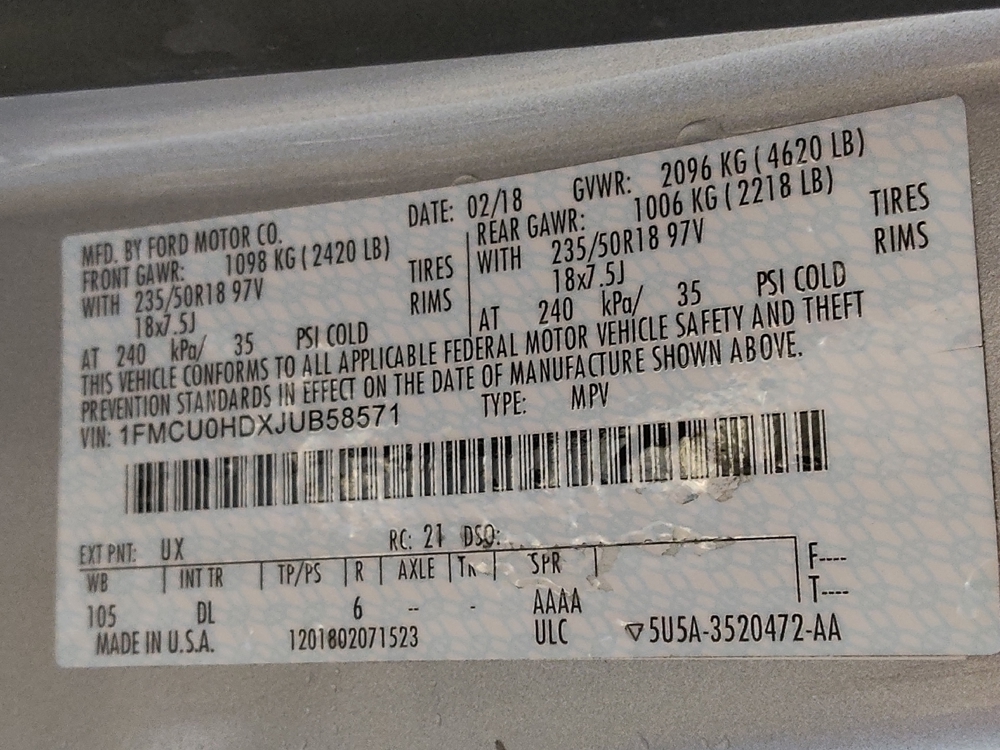 MFD. BY FORD MOTOR CO.
DATE: 02/18 GVWR: 2096 KG ( 4620 LB)
FRONT GAWR: 1098 KG ( 2420 LB)
WITH 235/50R18 97V TIRES
18x7.5J RIMS
AT 240 kPa/ 35 PSI COLD
REAR GAWR: 1006 KG ( 2218 LB)
WITH 235/50R18 97V TIRES
18x7.5J RIMS
AT 240 kPa/ 35 PSI COLD
THIS VEHICLE CONFORMS TO ALL APPLICABLE FEDERAL MOTOR VEHICLE SAFETY AND THEFT
PREVENTION STANDARDS IN EFFECT ON THE DATE OF MANUFACTURE SHOWN ABOVE.
VIN: 1FMCU0HDXJUB58571 TYPE: MPV
EXT PNT: UX RC: 21 DSO:
WB INT TR TP/PS R AXLE SPR F----
105 DL 6 -- - AAAA T----
MADE IN U.S.A. 1201802071523 ULC ▽5U5A-3520472-AA